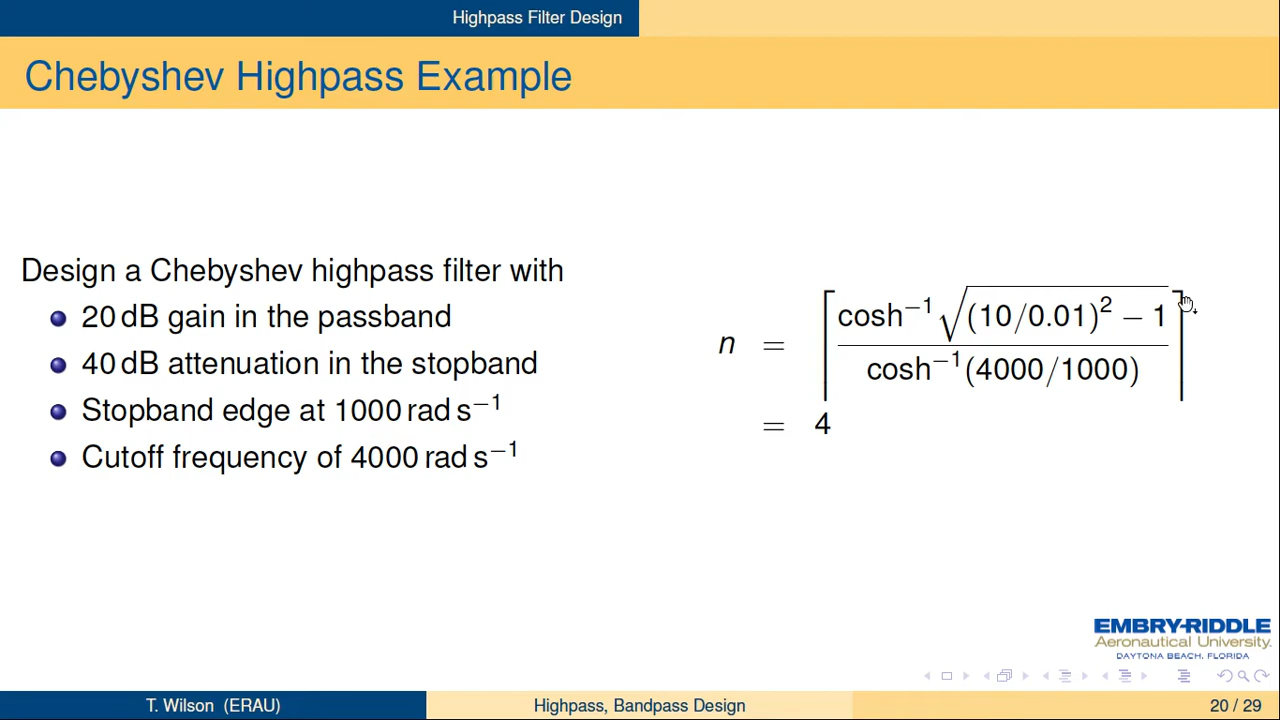 Highpass Filter Design
Chebyshev Highpass Example
Design a Chebyshev highpass filter with
20 dB gain in the passband
40 dB attenuation in the stopband
Stopband edge at 1000 rad s⁻¹
Cutoff frequency of 4000 rad s⁻¹
n = ⌈ cosh⁻¹ √((10/0.01)² − 1) / cosh⁻¹(4000/1000) ⌉
= 4
EMBRY-RIDDLE
Aeronautical University.
DAYTONA BEACH, FLORIDA
T. Wilson (ERAU) Highpass, Bandpass Design 20 / 29